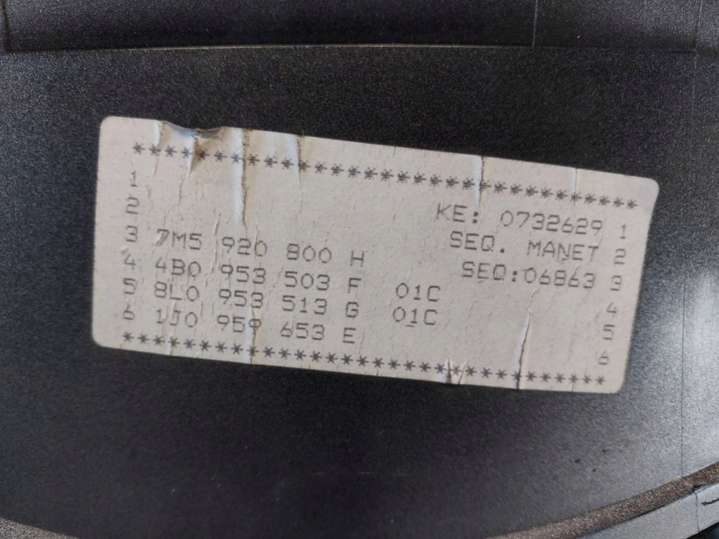 ********************************
1 KE: 0732629 1
2 SEQ. MANET 2
3 7M5 920 800 H SEQ:06863 3
4 4B0 953 503 F 01C 4
5 8L0 953 513 G 01C 5
6 1J0 959 653 E 6
********************************